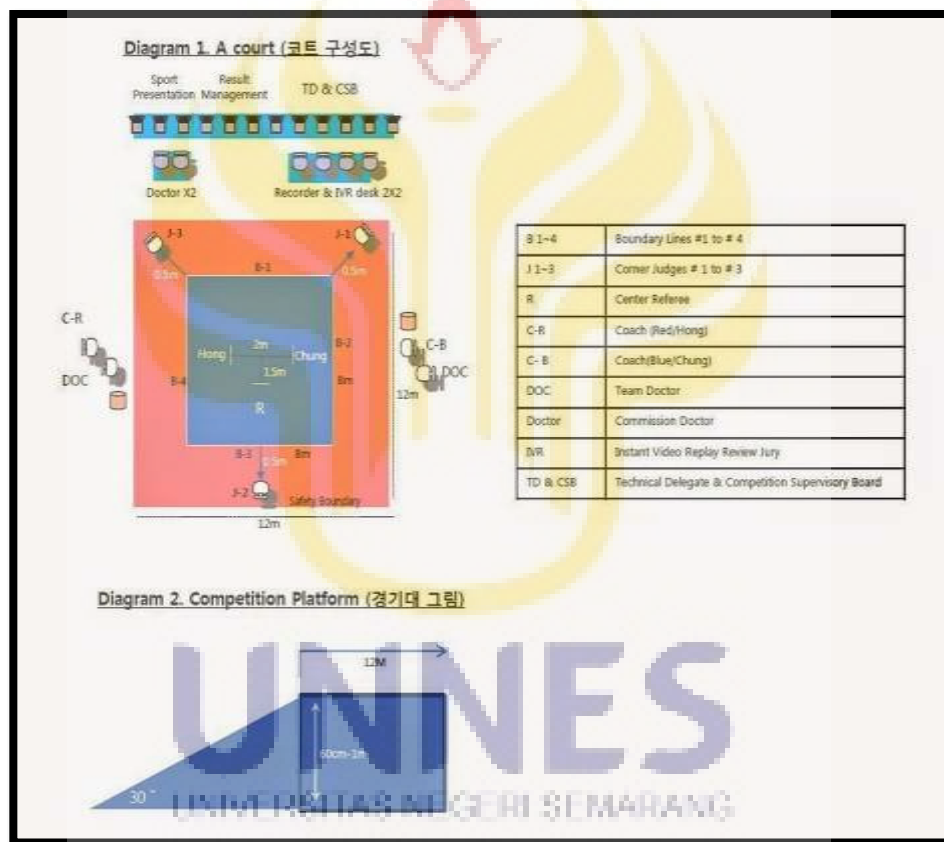 Diagram 1. A court (코트 구성도)
Sport Presentation
Result Management
TD & CSB
Doctor X2
Recorder & IVR desk 2X2
J-3
J-1
0.5m
B-1
0.5m
C-R
DOC
Hong
2m
Chung
1.5m
B-2
B-4
8m
R
C-B
DOC
12m
B-3
0.5m
8m
J-2
Safety Boundary
12m
B 1~4 Boundary Lines #1 to # 4
J 1~3 Corner Judges # 1 to # 3
R Center Referee
C-R Coach (Red/Hong)
C- B Coach(Blue/Chung)
DOC Team Doctor
Doctor Commission Doctor
IVR Instant Video Replay Review Jury
TD & CSB Technical Delegate & Competition Supervisory Board
Diagram 2. Competition Platform (경기대 그림)
12M
60cm-1m
30˚
UNNES
UNIVERSITAS NEGERI SEMARANG